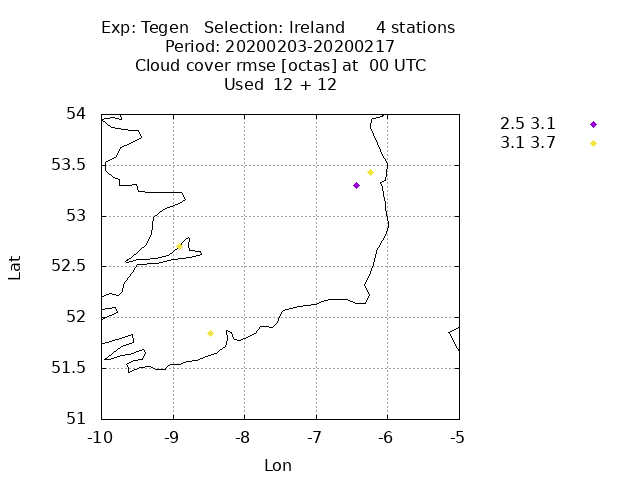 Exp: Tegen   Selection: Ireland      4 stations
Period: 20200203-20200217
Cloud cover rmse [octas] at  00 UTC
Used  12 + 12
2.5 3.1
3.1 3.7
54
53.5
53
52.5
52
51.5
51
Lat
-10 -9 -8 -7 -6 -5
Lon